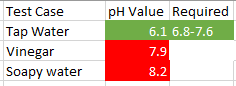 Test Case pH Value Required
Tap Water 6.1 6.8-7.6
Vinegar 7.9
Soapy water 8.2